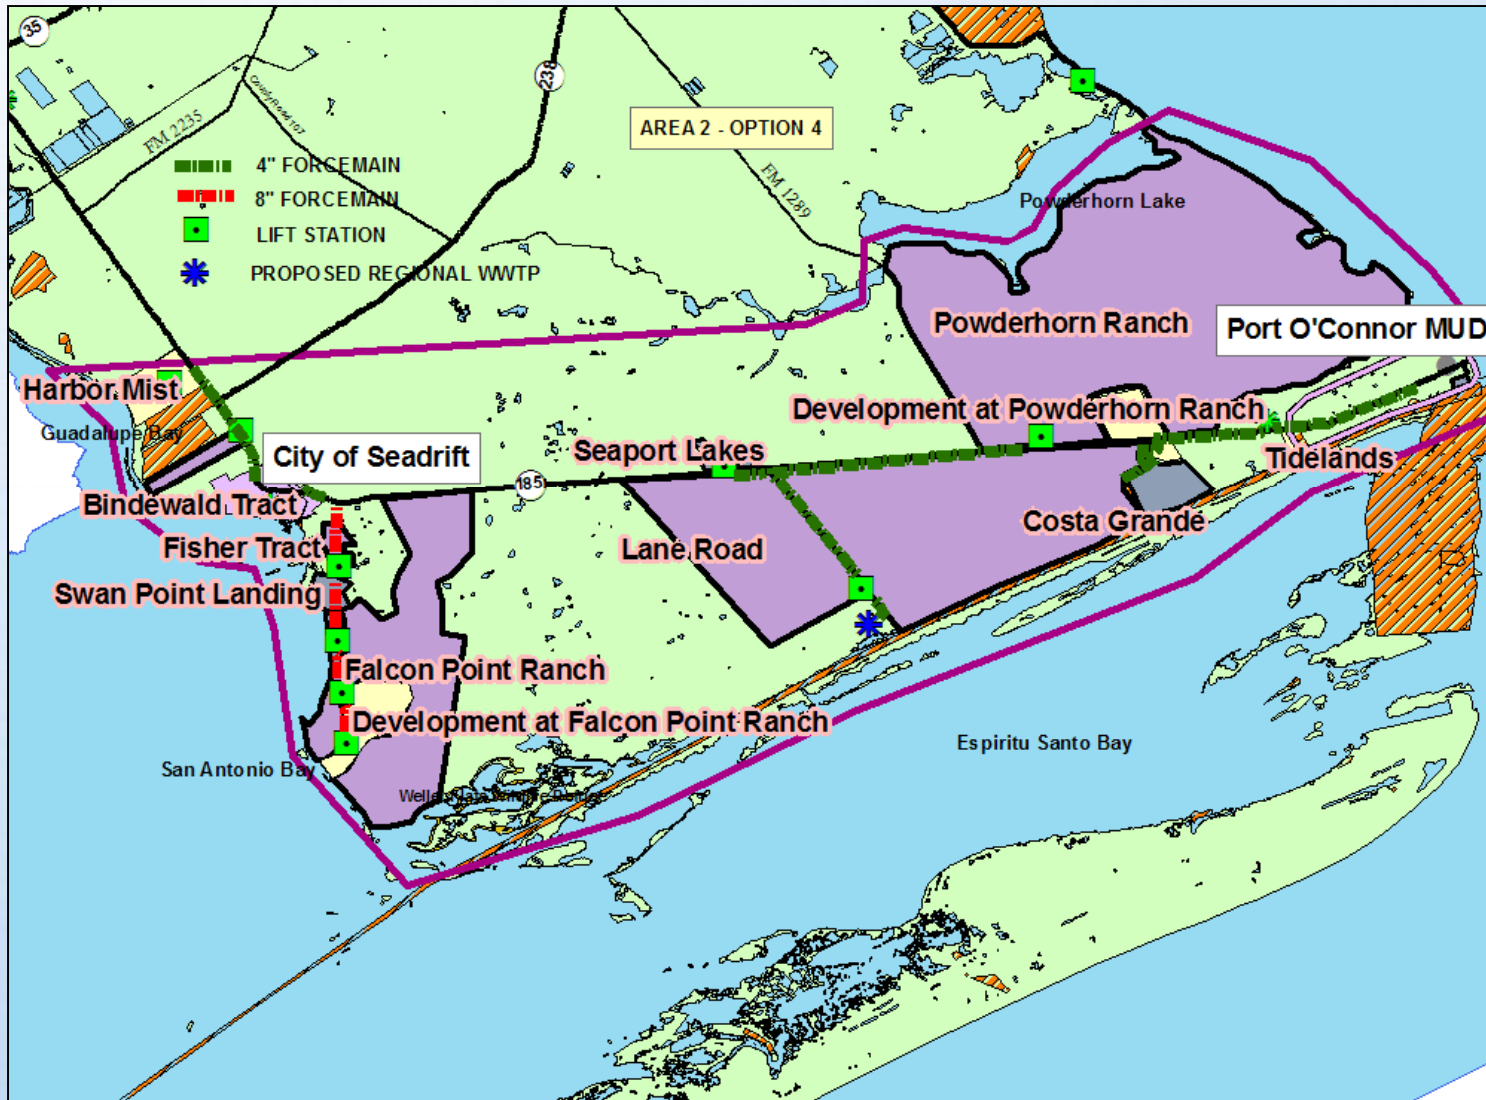 35
238
FM 2235
CountyRoad 107
AREA 2 - OPTION 4
4" FORCEMAIN
8" FORCEMAIN
LIFT STATION
PROPOSED REGIONAL WWTP
FM 1289
Powderhorn Lake
Powderhorn Ranch
Port O'Connor MUD
Harbor Mist
Guadalupe Bay
City of Seadrift
Development at Powderhorn Ranch
Seaport Lakes
Tidelands
185
Bindewald Tract
Fisher Tract
Lane Road
Costa Grande
Swan Point Landing
Falcon Point Ranch
Development at Falcon Point Ranch
Espiritu Santo Bay
San Antonio Bay